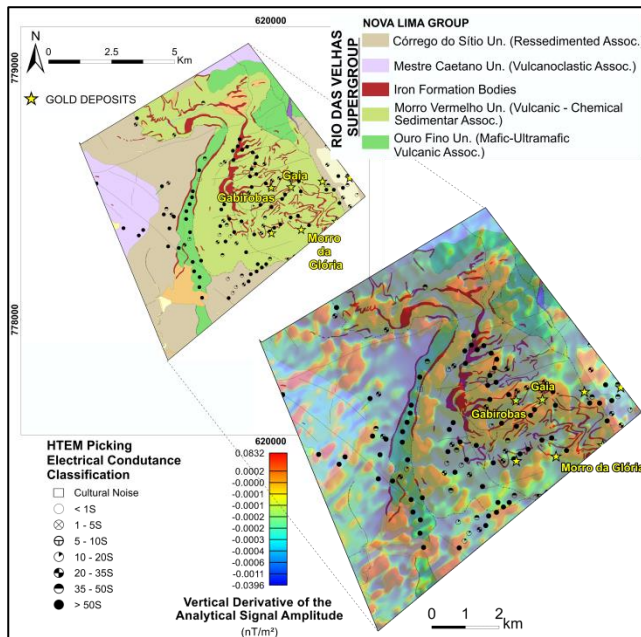 620000
779000
778000
N
0 2.5 5
Km
GOLD DEPOSITS
Gaia
Gabirobas
Morro da
Glória
RIO DAS VELHAS
SUPERGROUP
NOVA LIMA GROUP
Córrego do Sítio Un. (Ressedimented Assoc.)
Mestre Caetano Un. (Vulcanoclastic Assoc.)
Iron Formation Bodies
Morro Vermelho Un. (Vulcanic - Chemical
Sedimentar Assoc.)
Ouro Fino Un. (Mafic-Ultramafic
Vulcanic Assoc.)
Gaia
Gabirobas
Morro da Glória
HTEM Picking
Electrical Condutance
Classification
Cultural Noise
< 1S
1 - 5S
5 - 10S
10 - 20S
20 - 35S
35 - 50S
> 50S
620000
0.0832
0.0002
0.0000
-0.0001
-0.0001
-0.0002
-0.0002
-0.0003
-0.0004
-0.0006
-0.0011
-0.0396
Vertical Derivative of the
Analytical Signal Amplitude
(nT/m²)
0 1 2
km